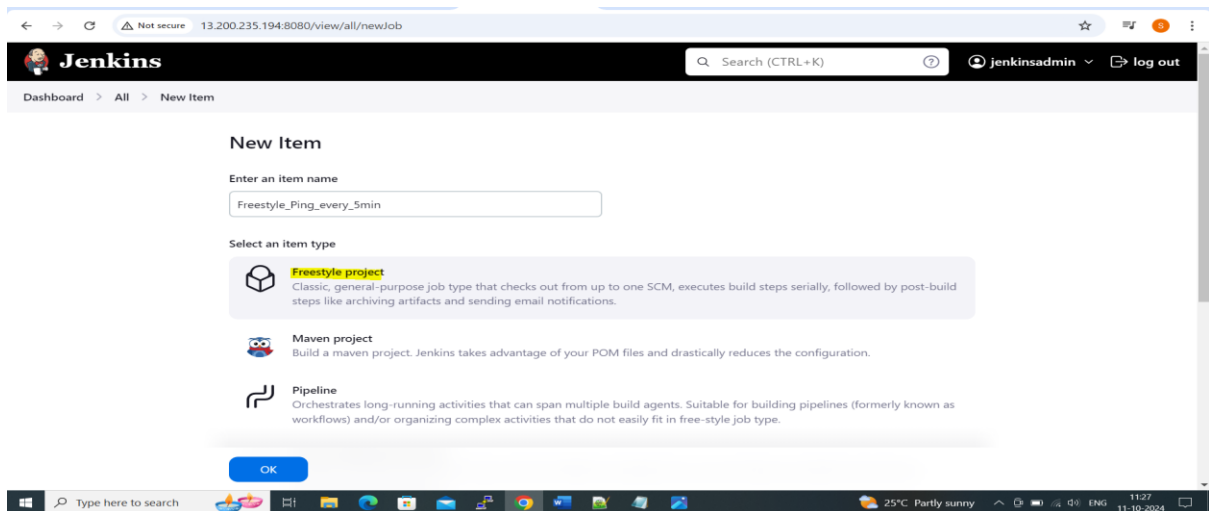 Not secure 13.200.235.194:8080/view/all/newJob
S
Jenkins
Search (CTRL+K)
?
jenkinsadmin
log out
Dashboard > All > New Item
New Item
Enter an item name
Freestyle_Ping_every_5min
Select an item type
Freestyle project
Classic, general-purpose job type that checks out from up to one SCM, executes build steps serially, followed by post-build
steps like archiving artifacts and sending email notifications.
Maven project
Build a maven project. Jenkins takes advantage of your POM files and drastically reduces the configuration.
Pipeline
Orchestrates long-running activities that can span multiple build agents. Suitable for building pipelines (formerly known as
workflows) and/or organizing complex activities that do not easily fit in free-style job type.
OK
Type here to search
25°C Partly sunny
ENG
11:27
11-10-2024